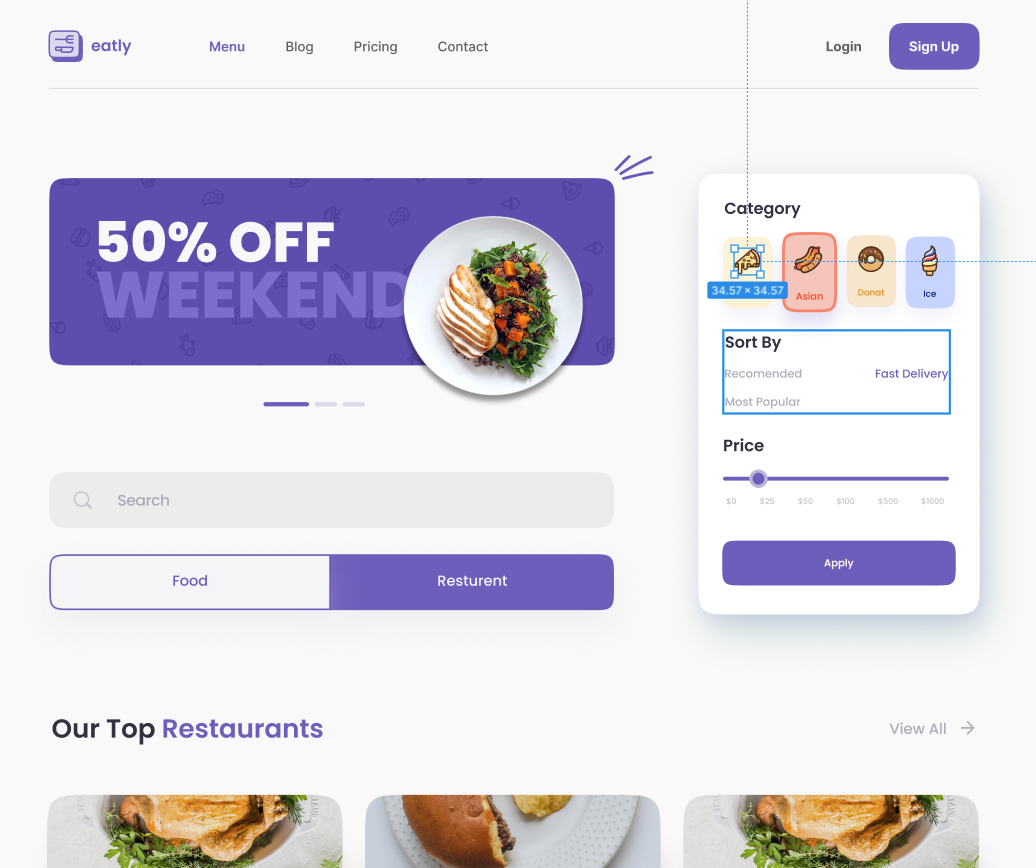 eatly
Menu Blog Pricing Contact
Login
Sign Up
50% OFF
WEEKEND
Category
34.57 × 34.57
Asian
Donat
Ice
Sort By
Recomended
Fast Delivery
Most Popular
Price
$0 $25 $50 $100 $500 $1000
Apply
Search
Food
Resturent
Our Top Restaurants
View All